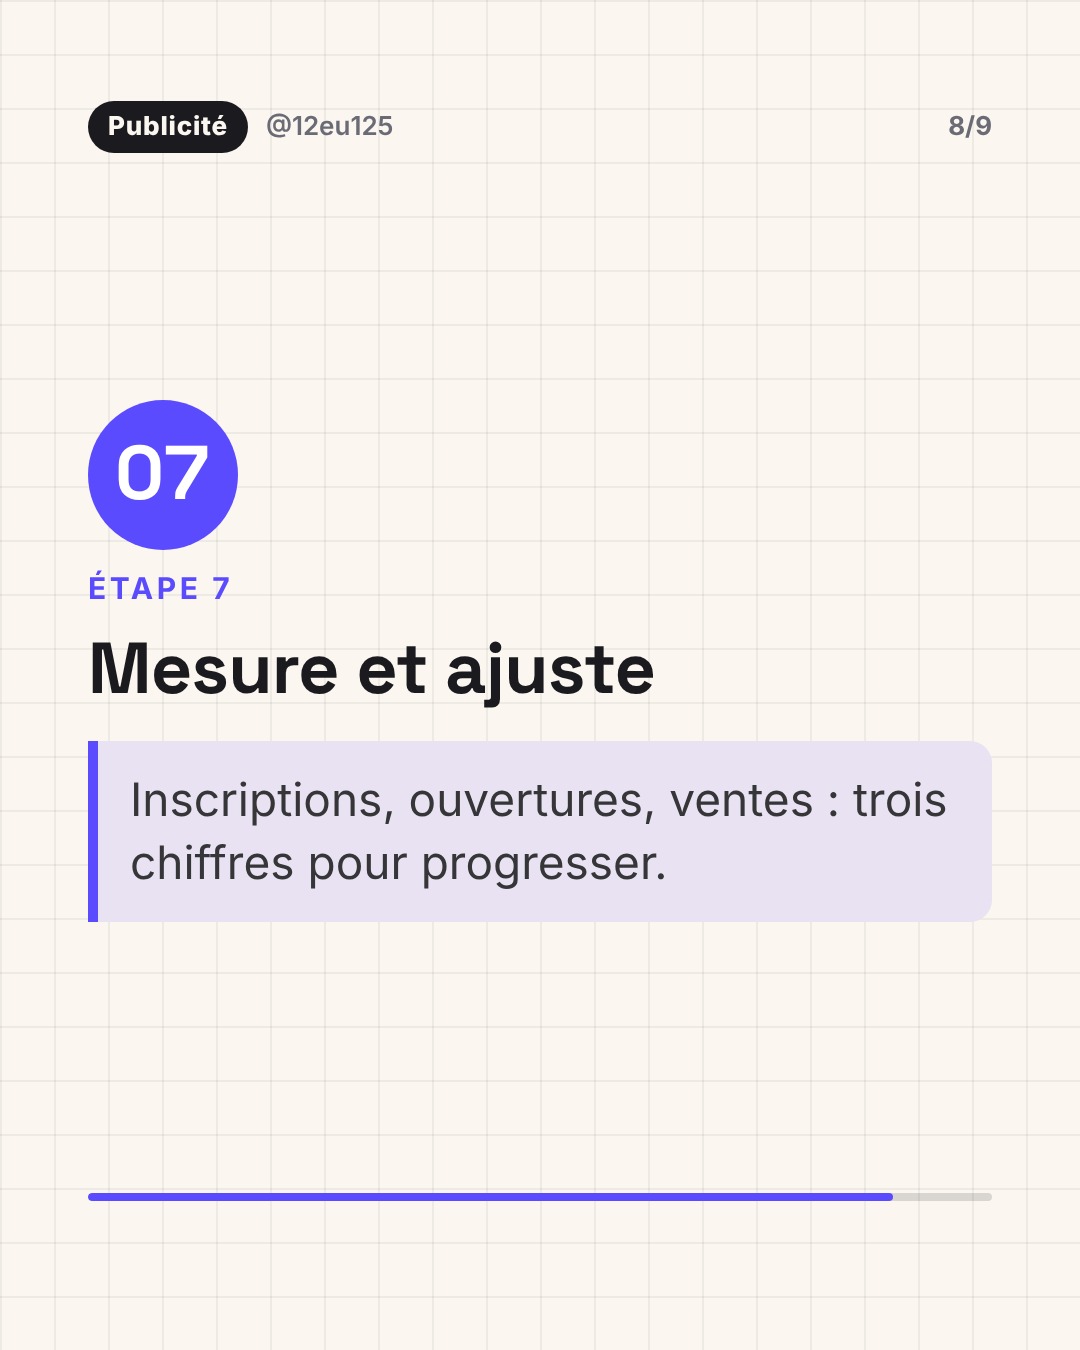 Publicité @12eu125 8/9
07
ÉTAPE 7
Mesure et ajuste
Inscriptions, ouvertures, ventes : trois
chiffres pour progresser.